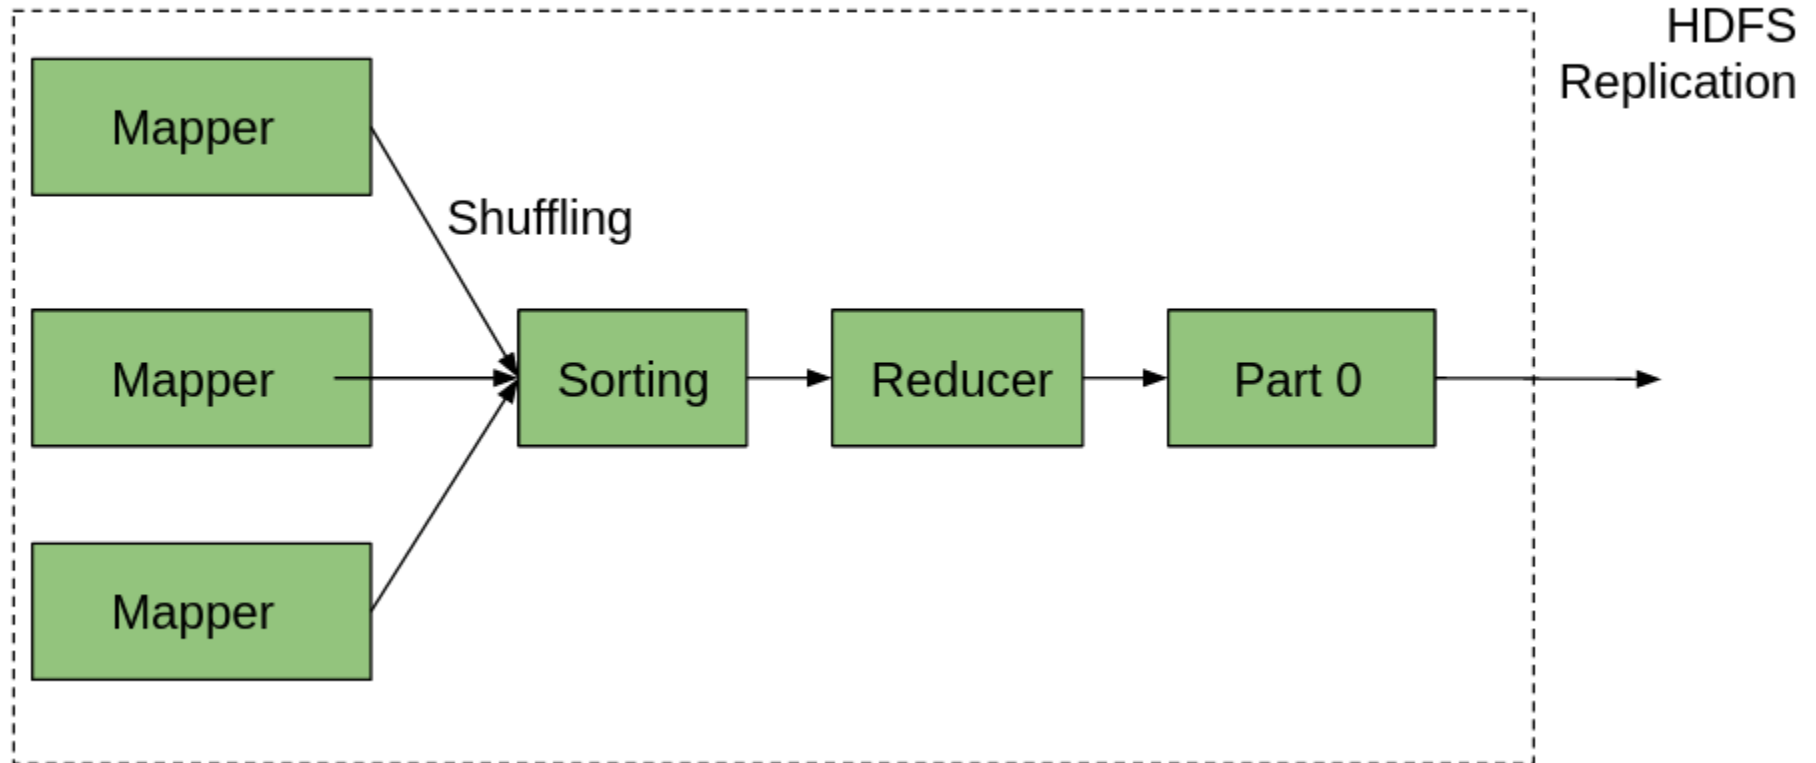 HDFS
Replication
Mapper
Shuffling
Mapper
Sorting
Reducer
Part 0
Mapper